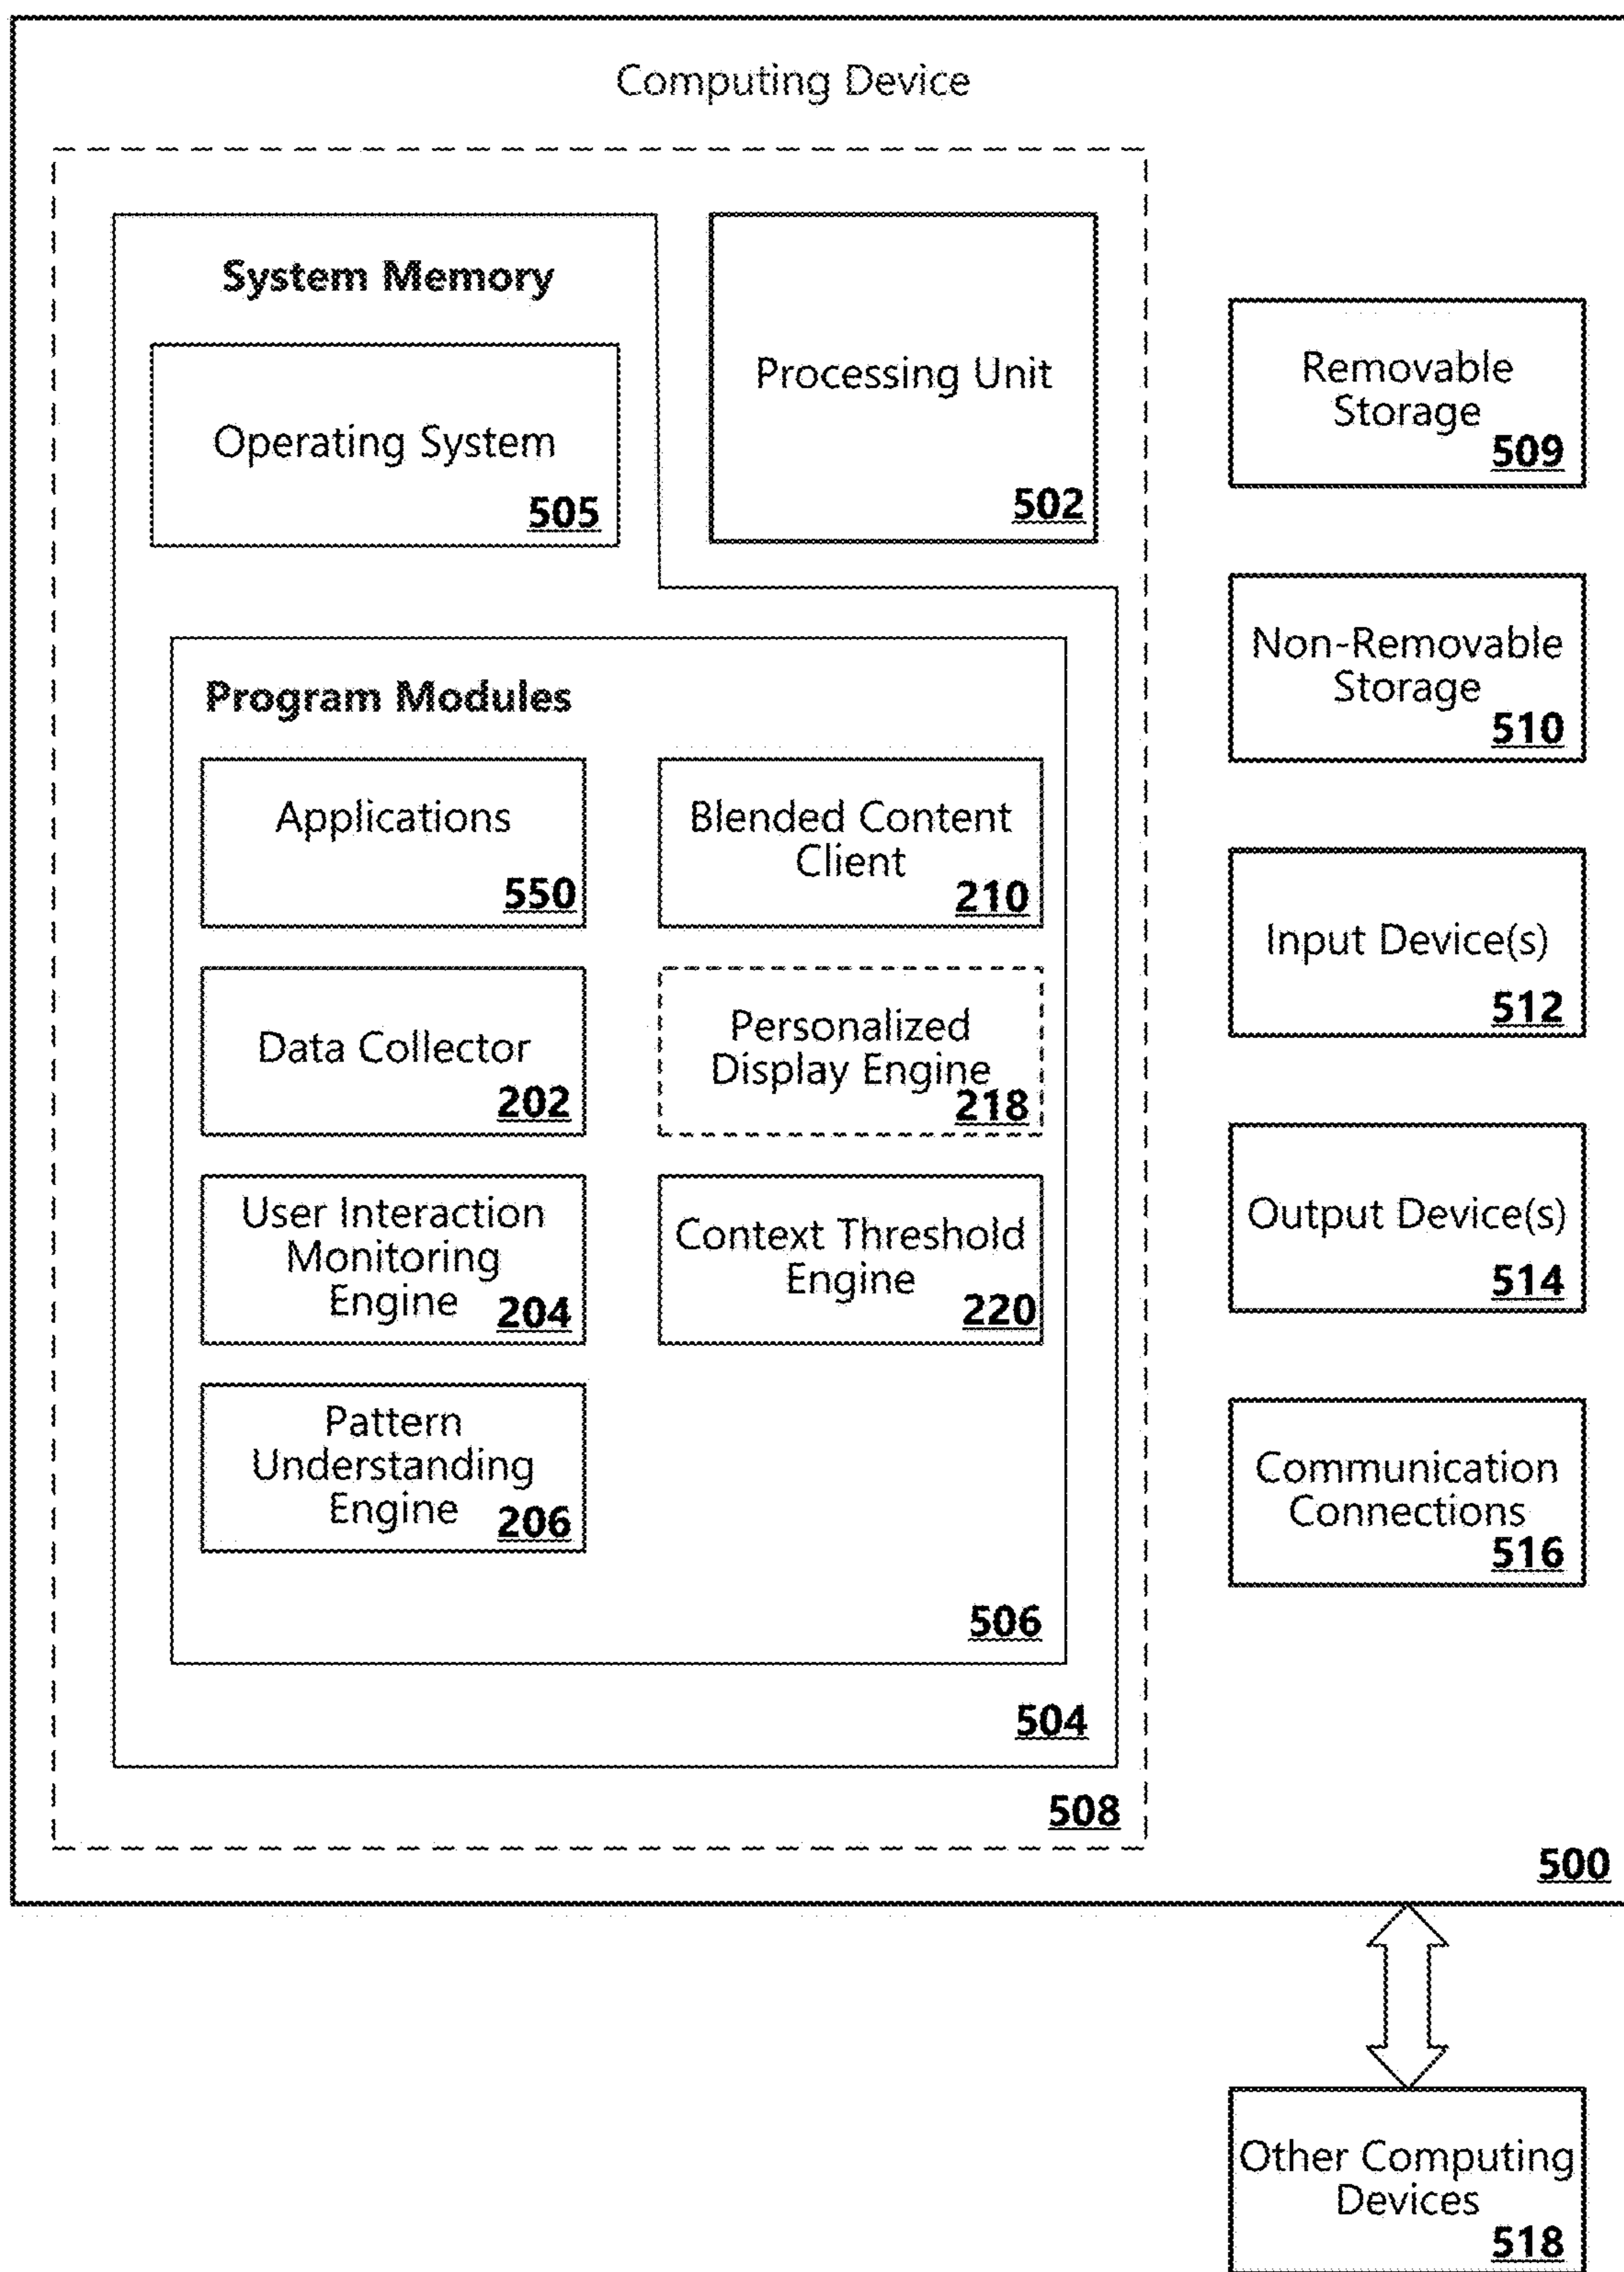 Computing Device
System Memory
Operating System
505
Processing Unit
502
Program Modules
Applications
550
Blended Content
Client
210
Data Collector
202
Personalized
Display Engine
218
User Interaction
Monitoring
Engine
204
Context Threshold
Engine
220
Pattern
Understanding
Engine
206
506
504
508
Removable
Storage
509
Non-Removable
Storage
510
Input Device(s)
512
Output Device(s)
514
Communication
Connections
516
500
Other Computing
Devices
518